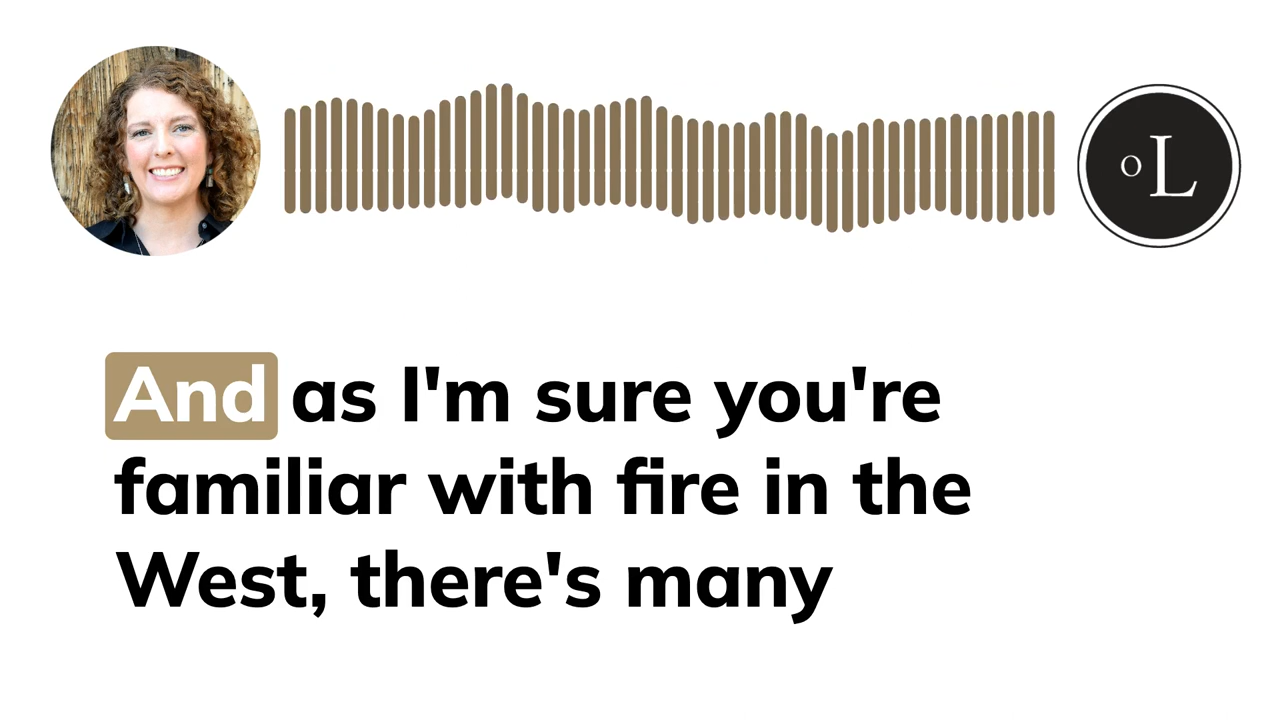 oL
And as I'm sure you're
familiar with fire in the
West, there's many